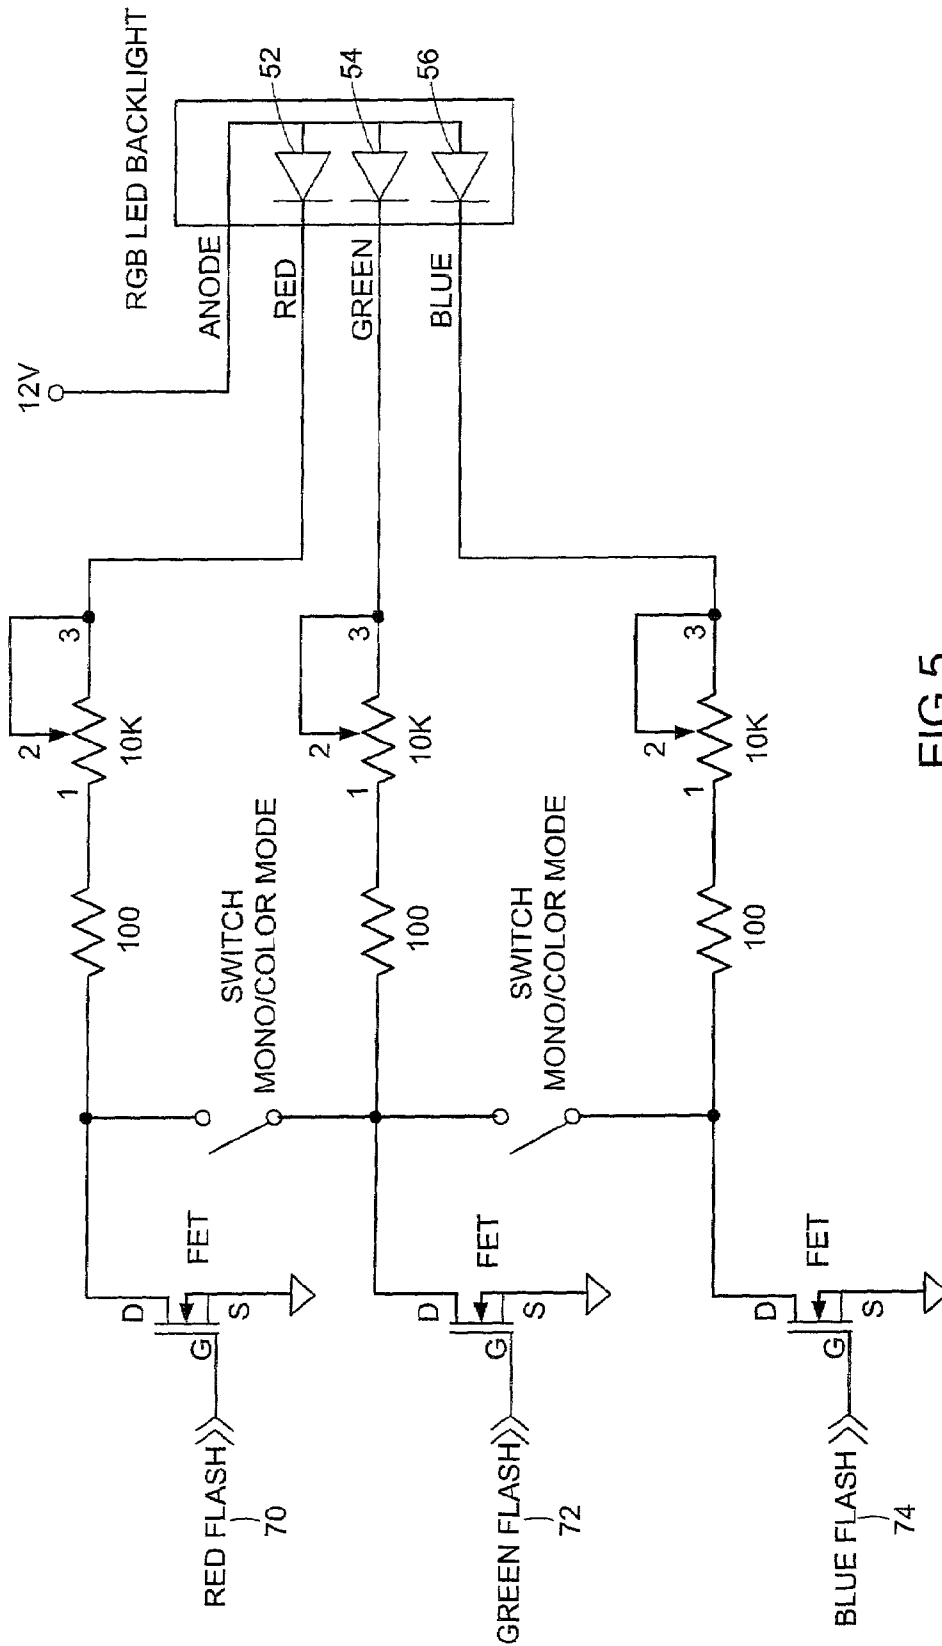 RGB LED BACKLIGHT
12V
ANODE
RED
GREEN
BLUE
52
54
56
3
2
1
10K
100
3
2
1
10K
100
3
2
1
10K
100
SWITCH
MONO/COLOR MODE
SWITCH
MONO/COLOR MODE
D
G
S
FET
RED FLASH
70
D
G
S
FET
GREEN FLASH
72
D
G
S
FET
BLUE FLASH
74
FIG.5